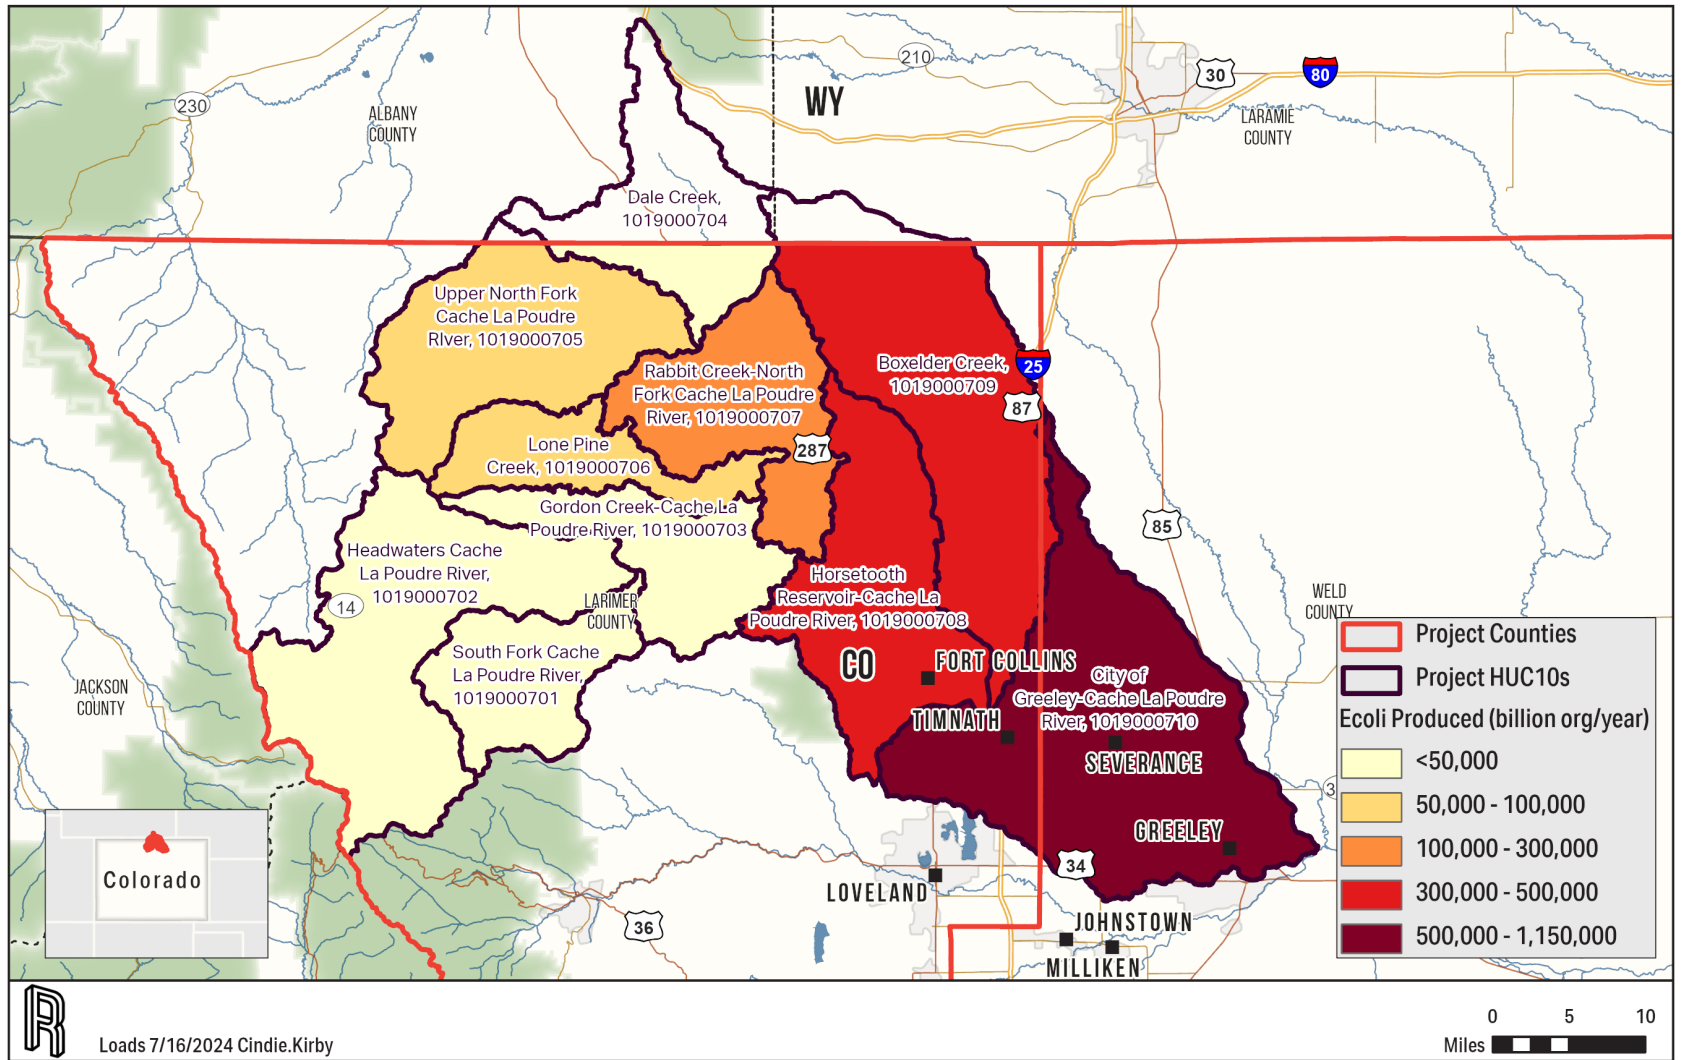 210
30
80
230
ALBANY
COUNTY
WY
LARAMIE
COUNTY
Dale Creek,
1019000704
Upper North Fork
Cache La Poudre
RIver, 1019000705
Rabbit Creek-North
Fork Cache La Poudre
River, 1019000707
Boxelder Creek,
1019000709
25
87
287
Lone Pine
Creek, 1019000706
Gordon Creek-Cache La
Poudre River, 1019000703
85
Headwaters Cache
La Poudre River,
1019000702
14
LARIMER
COUNTY
Horsetooth
Reservoir-Cache La
Poudre River, 1019000708
WELD
COUNTY
South Fork Cache
La Poudre River,
1019000701
CO
FORT COLLINS
City of
Greeley-Cache La Poudre
River, 1019000710
JACKSON
COUNTY
TIMNATH
SEVERANCE
GREELEY
34
LOVELAND
36
JOHNSTOWN
MILLIKEN
3
Project Counties
Project HUC10s
Ecoli Produced (billion org/year)
<50,000
50,000 - 100,000
100,000 - 300,000
300,000 - 500,000
500,000 - 1,150,000
Colorado
R
Loads 7/16/2024 Cindie.Kirby
0 5 10
Miles